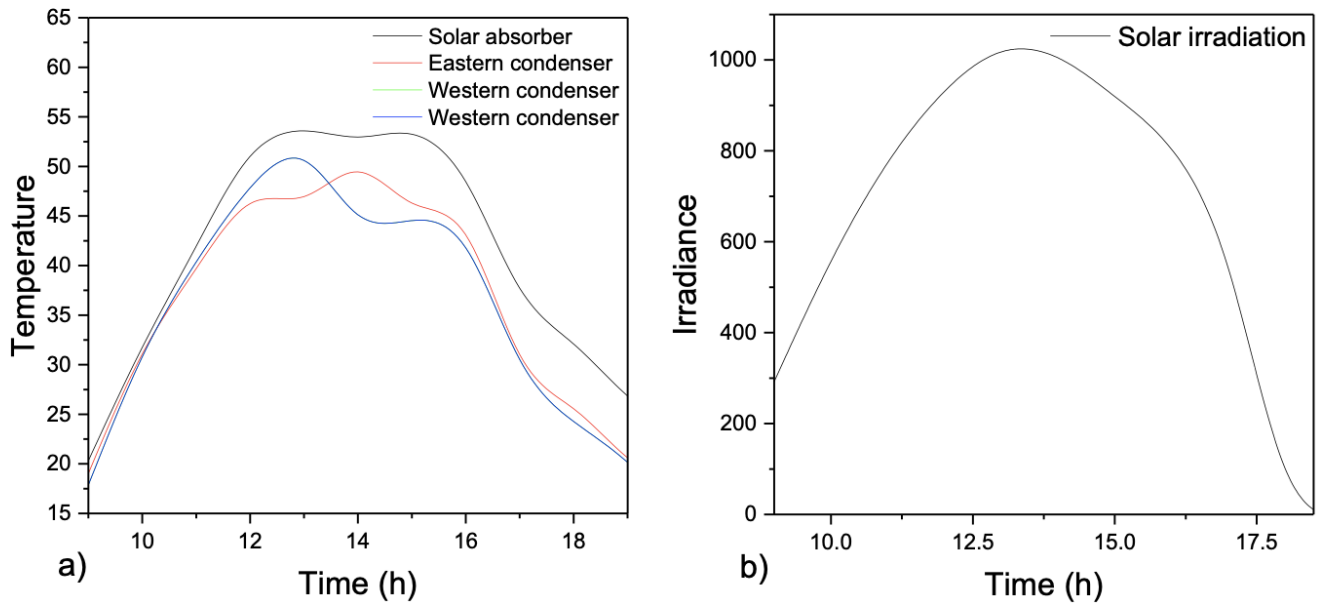 65
60
55
50
45
40
35
30
25
20
15
Temperature
10
12
14
16
18
Time (h)
a)
Solar absorber
Eastern condenser
Western condenser
Western condenser
1000
800
600
400
200
0
Irradiance
10.0
12.5
15.0
17.5
Time (h)
b)
Solar irradiation